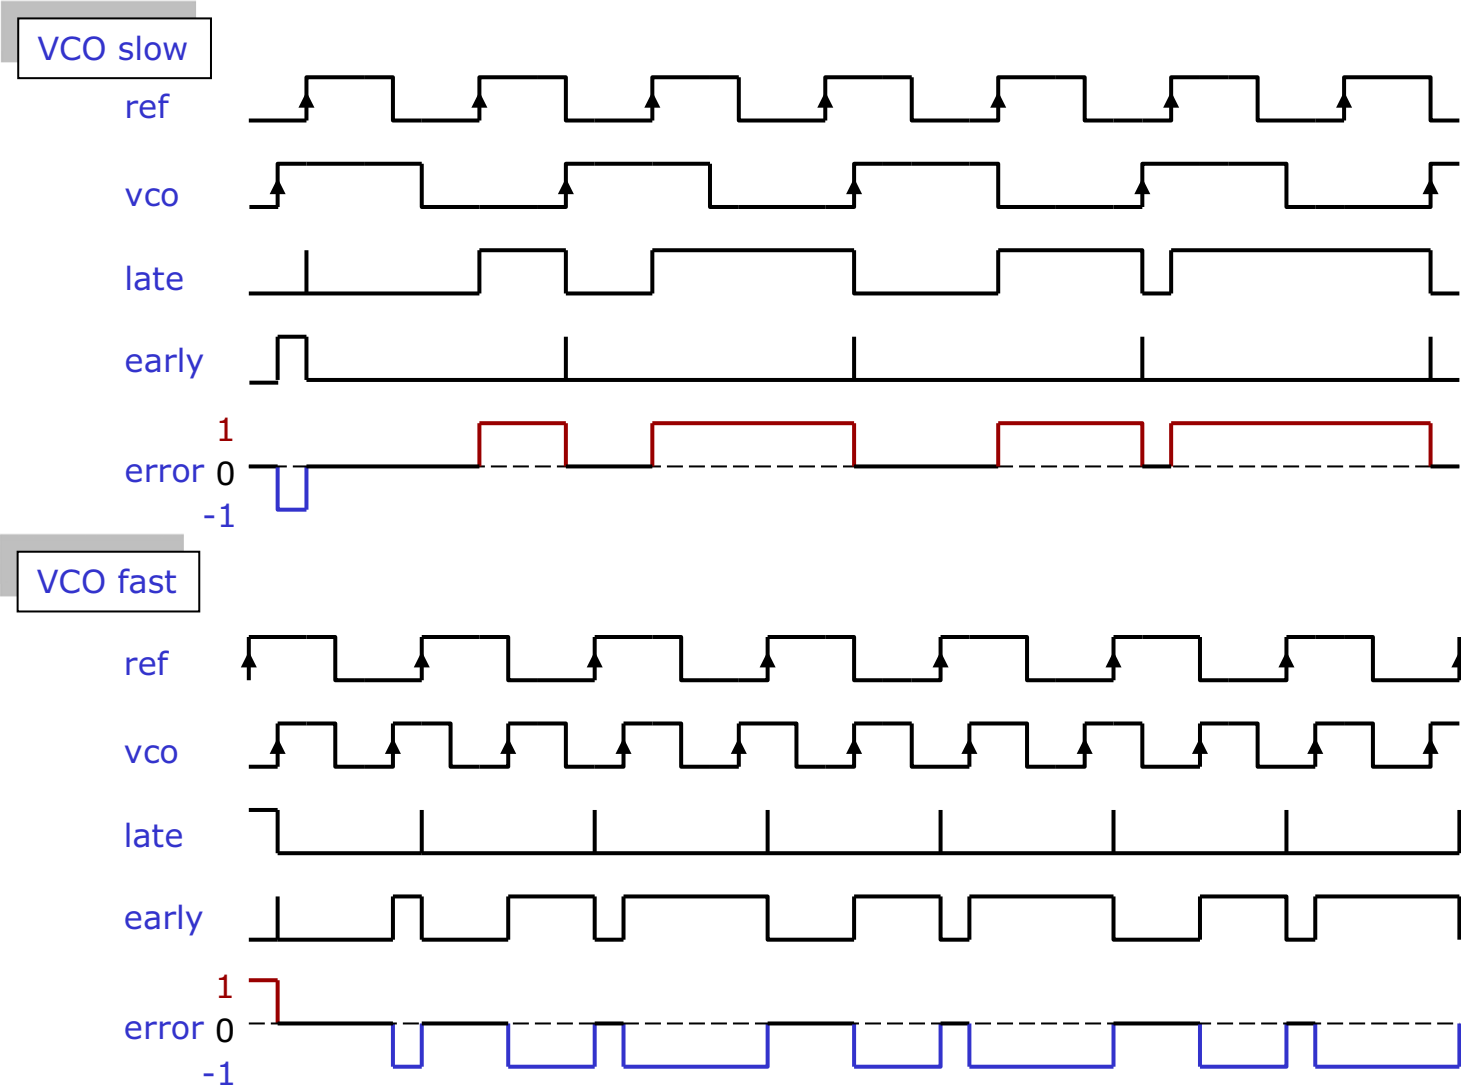 VCO slow
ref
vco
late
early
1
error 0
-1
VCO fast
ref
vco
late
early
1
error 0
-1